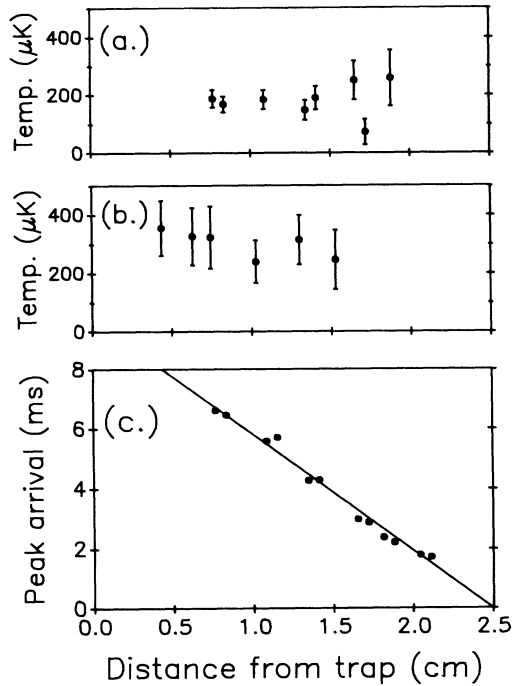 400
200
0
Temp. (μK)
(a.)
400
200
0
Temp. (μK)
(b.)
8
6
4
2
0
Peak arrival (ms)
(c.)
0.0 0.5 1.0 1.5 2.0 2.5
Distance from trap (cm)